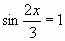 sin 2x/3 = 1